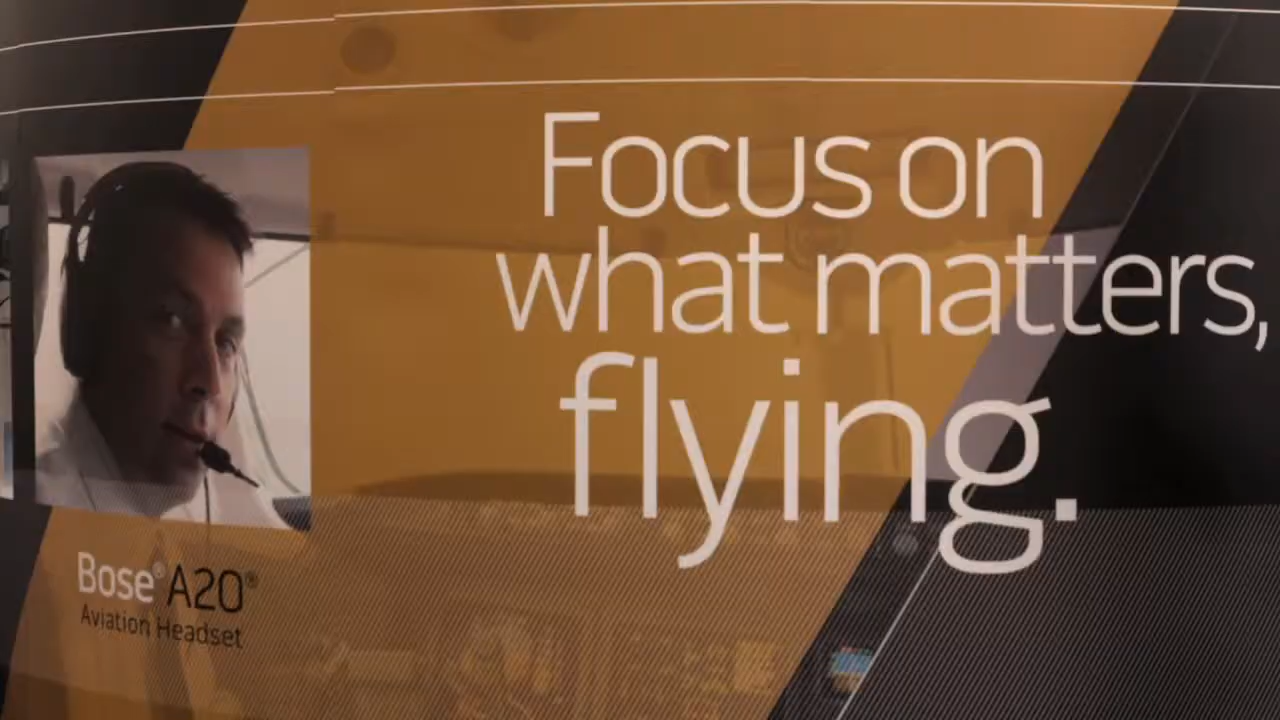 Focus on
what matters,
flying.
Bose® A20®
Aviation Headset